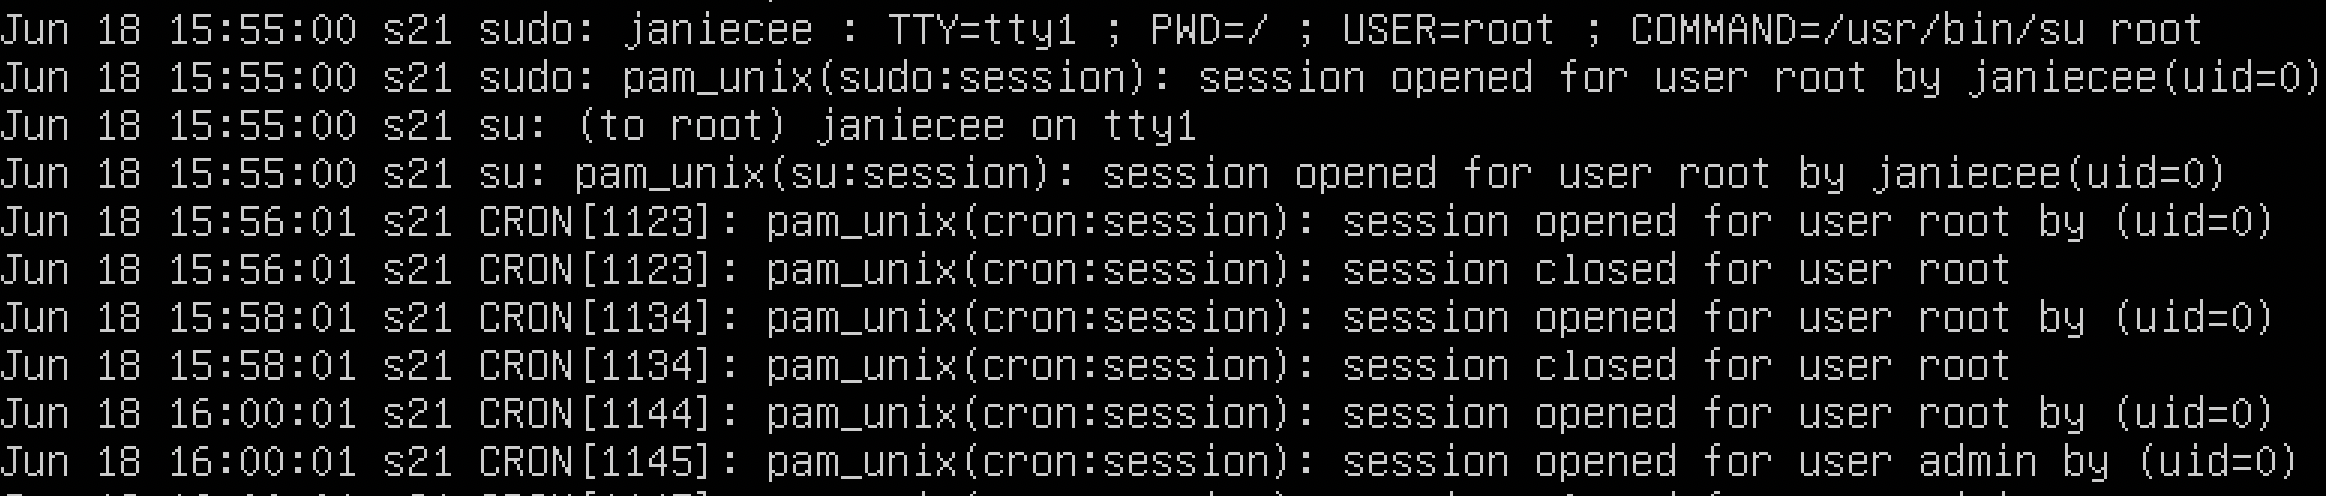 Jun 18 15:55:00 s21 sudo: janiecee : TTY=tty1 ; PWD=/ ; USER=root ; COMMAND=/usr/bin/su root
Jun 18 15:55:00 s21 sudo: pam_unix(sudo:session): session opened for user root by janiecee(uid=0)
Jun 18 15:55:00 s21 su: (to root) janiecee on tty1
Jun 18 15:55:00 s21 su: pam_unix(su:session): session opened for user root by janiecee(uid=0)
Jun 18 15:56:01 s21 CRON[1123]: pam_unix(cron:session): session opened for user root by (uid=0)
Jun 18 15:56:01 s21 CRON[1123]: pam_unix(cron:session): session closed for user root
Jun 18 15:58:01 s21 CRON[1134]: pam_unix(cron:session): session opened for user root by (uid=0)
Jun 18 15:58:01 s21 CRON[1134]: pam_unix(cron:session): session closed for user root
Jun 18 16:00:01 s21 CRON[1144]: pam_unix(cron:session): session opened for user root by (uid=0)
Jun 18 16:00:01 s21 CRON[1145]: pam_unix(cron:session): session opened for user admin by (uid=0)